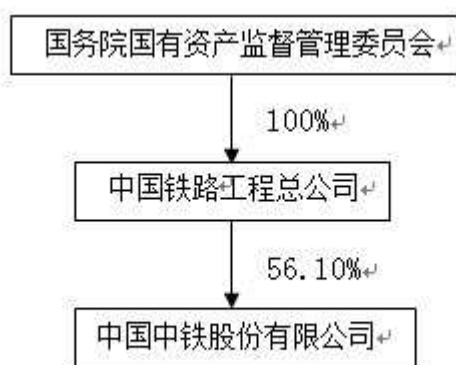 国务院国有资产监督管理委员会
100%
中国铁路工程总公司
56.10%
中国中铁股份有限公司